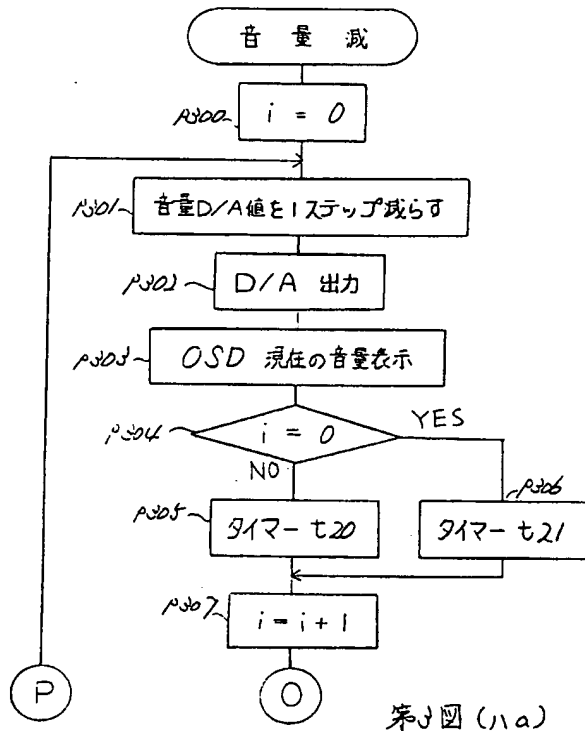 音量減
P300
i = 0
P301
音量D/A値を1ステップ減らす
P302
D/A 出力
P303
OSD 現在の音量表示
P304
i = 0
YES
NO
P305
タイマー t20
P306
タイマー t21
P307
i = i + 1
P
O
第3図(ハa)